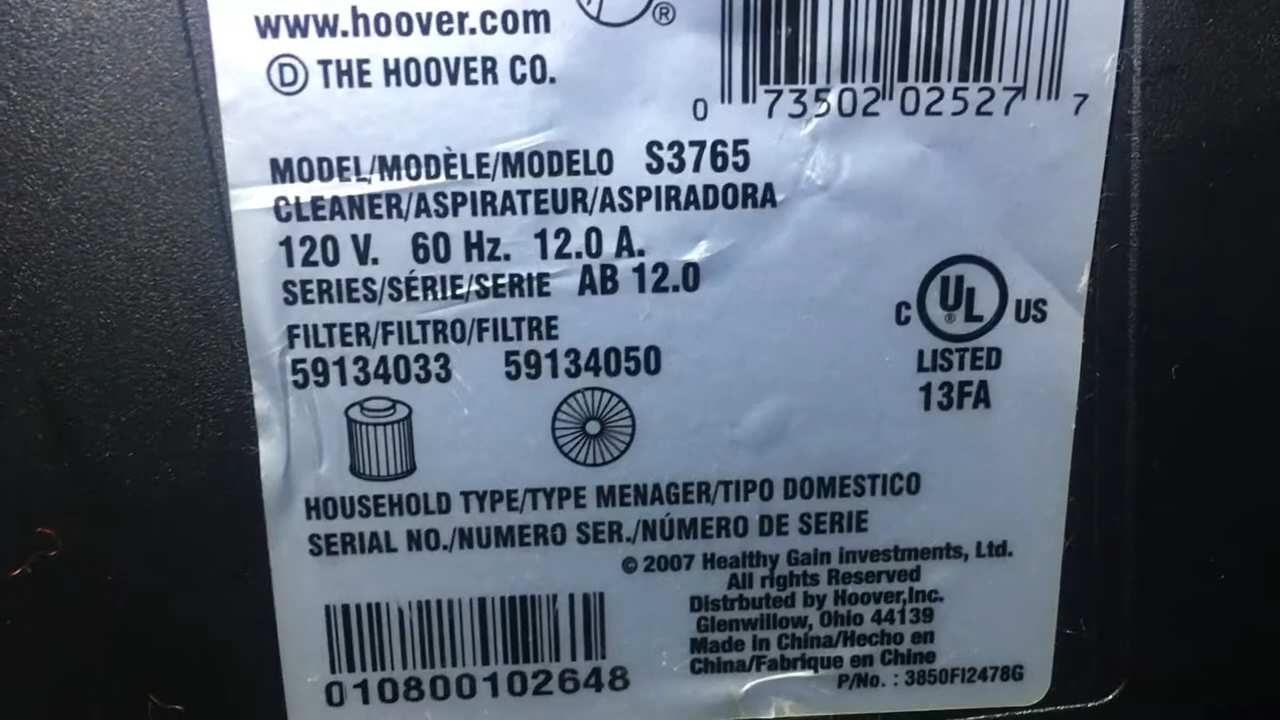 www.hoover.com ®
Ⓓ THE HOOVER CO.
0 73502 02527 7
MODEL/MODÈLE/MODELO S3765
CLEANER/ASPIRATEUR/ASPIRADORA
120 V. 60 Hz. 12.0 A.
SERIES/SÉRIE/SERIE AB 12.0
FILTER/FILTRO/FILTRE
59134033 59134050
C UL® US
LISTED
13FA
HOUSEHOLD TYPE/TYPE MENAGER/TIPO DOMESTICO
SERIAL NO./NUMERO SER./NÚMERO DE SERIE
© 2007 Healthy Gain investments, Ltd.
All rights Reserved
Distrbuted by Hoover,Inc.
Glenwillow, Ohio 44139
Made in China/Hecho en
China/Fabrique en Chine
P/No. : 3850FI2478G
010800102648